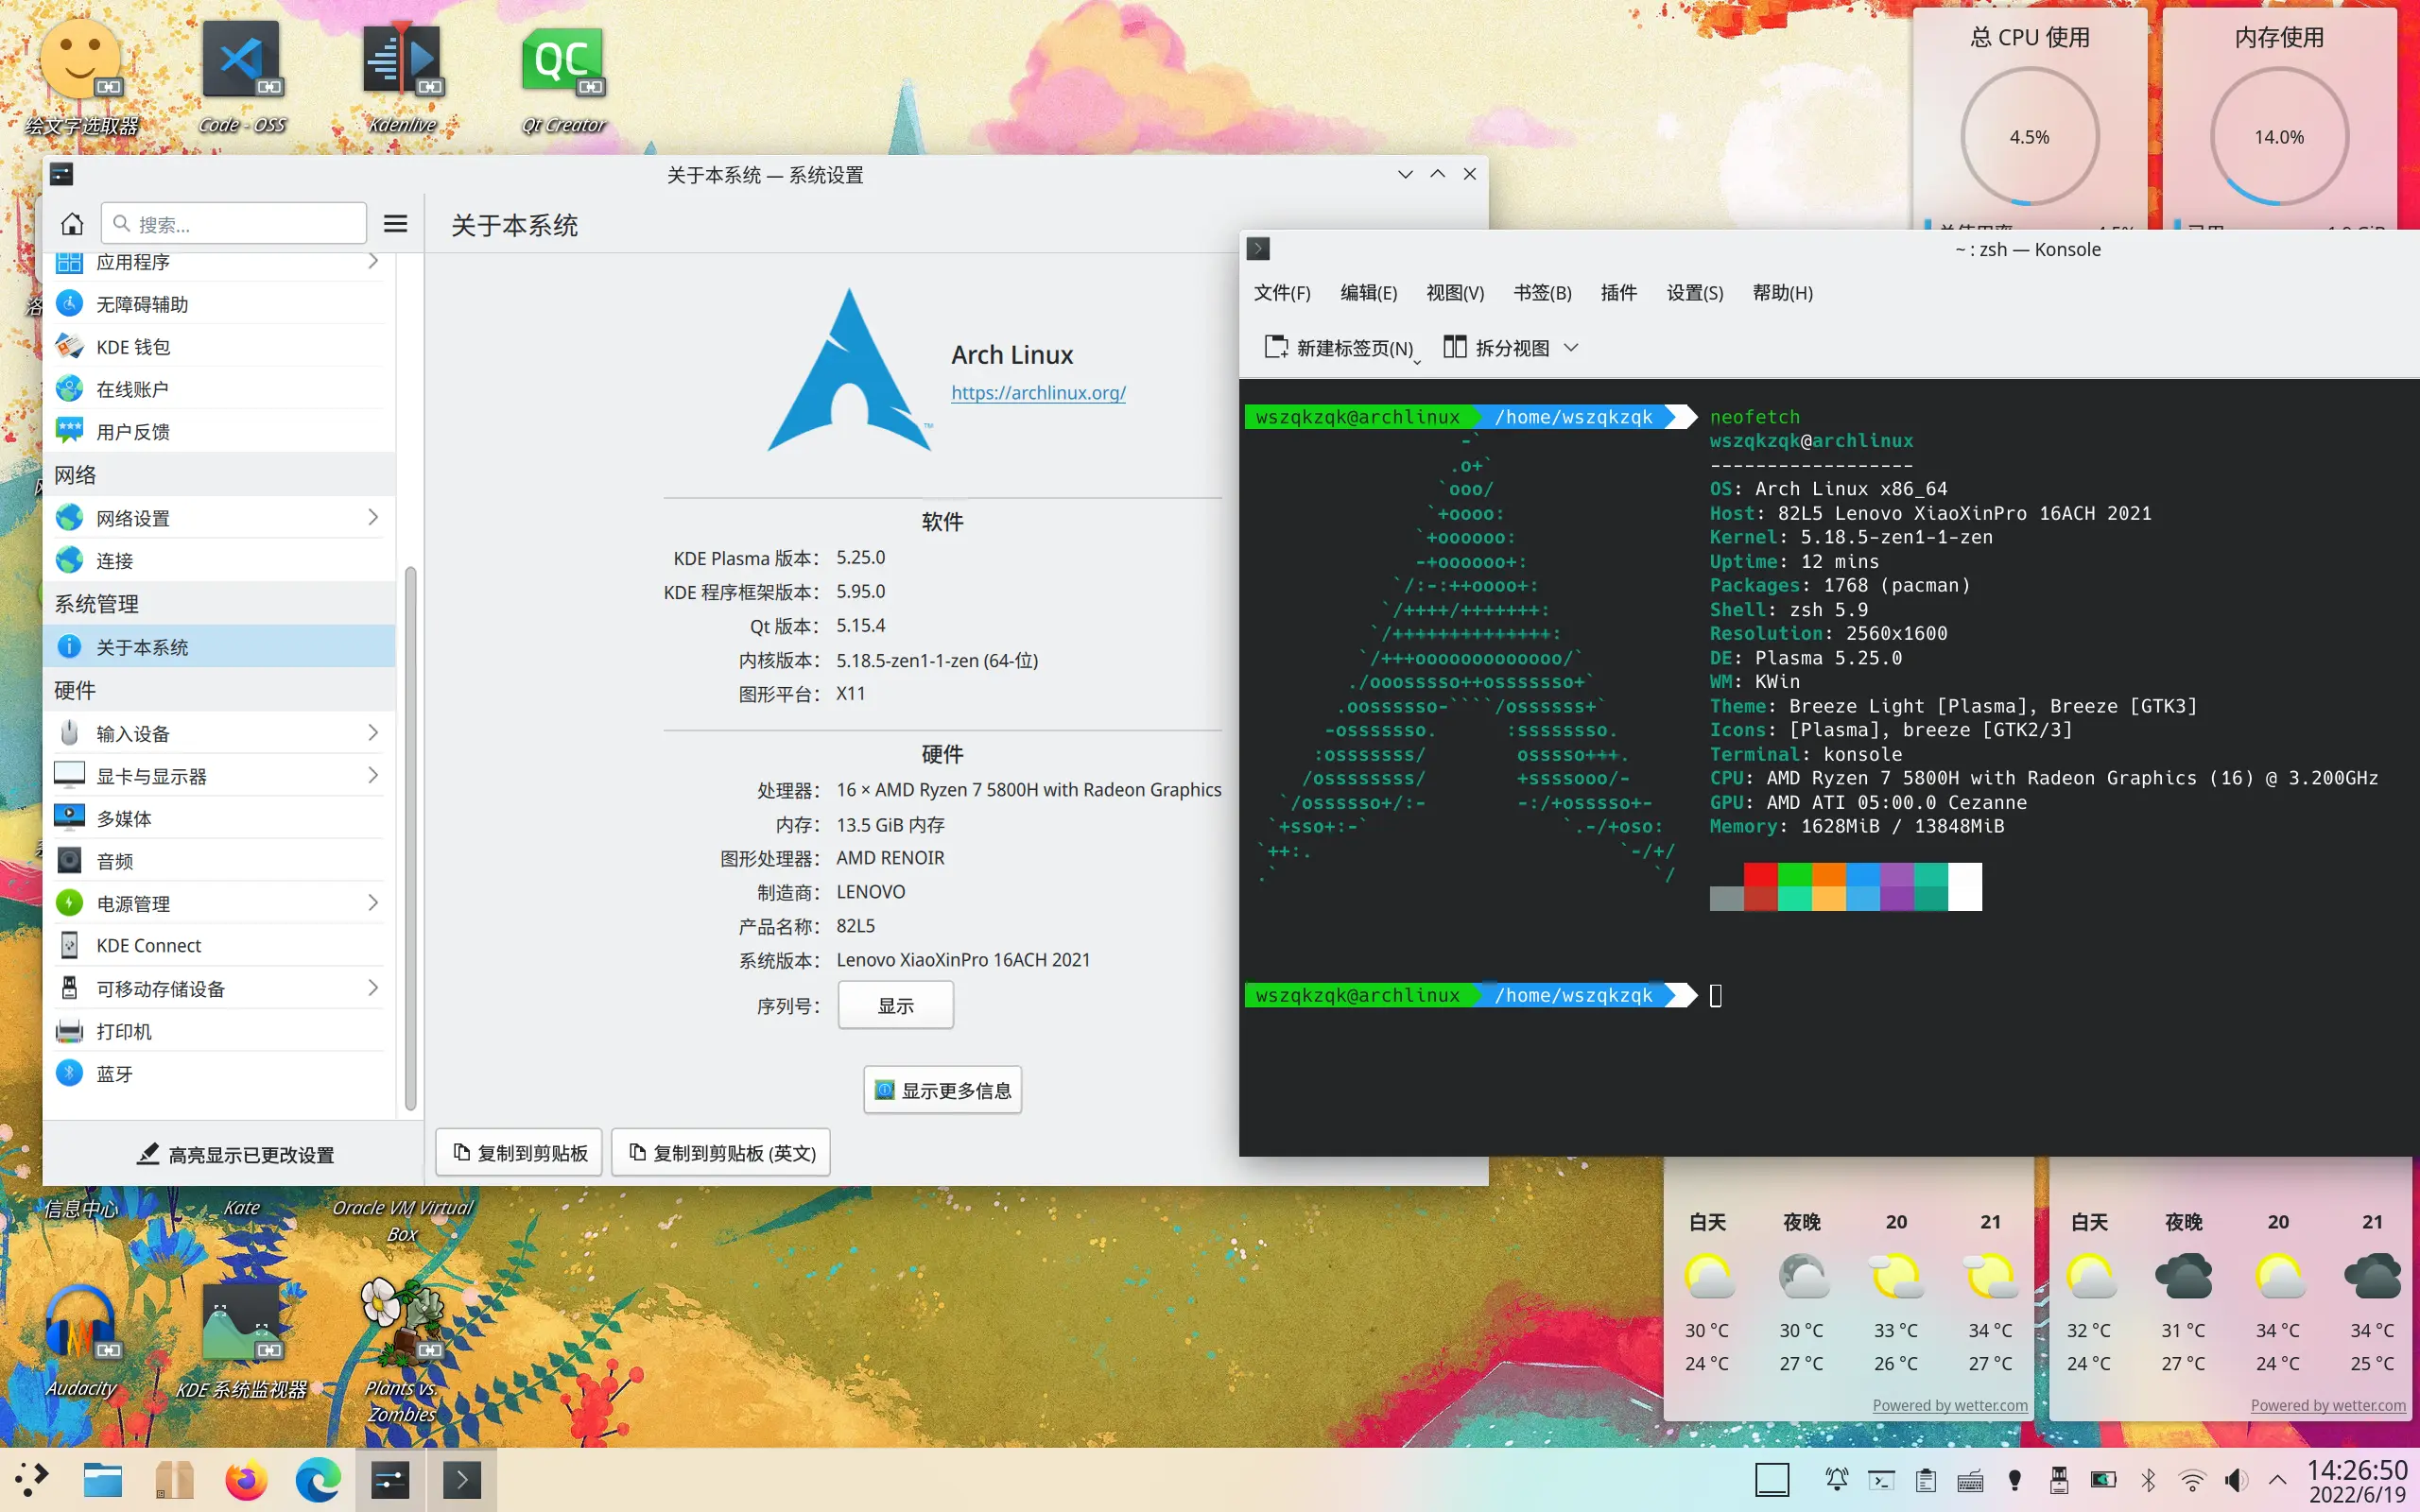 绘文字选取器
Code - OSS
Kdenlive
Qt Creator
总 CPU 使用
4.5%
内存使用
14.0%
关于本系统 — 系统设置
搜索...
关于本系统
应用程序
无障碍辅助
KDE 钱包
在线账户
用户反馈
网络
网络设置
连接
系统管理
关于本系统
硬件
输入设备
显卡与显示器
多媒体
音频
电源管理
KDE Connect
可移动存储设备
打印机
蓝牙
高亮显示已更改设置
Arch Linux
https://archlinux.org/
软件
KDE Plasma 版本： 5.25.0
KDE 程序框架版本： 5.95.0
Qt 版本： 5.15.4
内核版本： 5.18.5-zen1-1-zen (64-位)
图形平台： X11
硬件
处理器： 16 × AMD Ryzen 7 5800H with Radeon Graphics
内存： 13.5 GiB 内存
图形处理器： AMD RENOIR
制造商： LENOVO
产品名称： 82L5
系统版本： Lenovo XiaoXinPro 16ACH 2021
序列号： 显示
显示更多信息
复制到剪贴板
复制到剪贴板 (英文)
~ : zsh — Konsole
文件(F) 编辑(E) 视图(V) 书签(B) 插件 设置(S) 帮助(H)
新建标签页(N) 拆分视图
wszqkzqk@archlinux /home/wszqkzqk neofetch
wszqkzqk@archlinux
------------------
OS: Arch Linux x86_64
Host: 82L5 Lenovo XiaoXinPro 16ACH 2021
Kernel: 5.18.5-zen1-1-zen
Uptime: 12 mins
Packages: 1768 (pacman)
Shell: zsh 5.9
Resolution: 2560x1600
DE: Plasma 5.25.0
WM: KWin
Theme: Breeze Light [Plasma], Breeze [GTK3]
Icons: [Plasma], breeze [GTK2/3]
Terminal: konsole
CPU: AMD Ryzen 7 5800H with Radeon Graphics (16) @ 3.200GHz
GPU: AMD ATI 05:00.0 Cezanne
Memory: 1628MiB / 13848MiB
wszqkzqk@archlinux /home/wszqkzqk
信息中心
Kate
Oracle VM Virtual
Box
Audacity
KDE 系统监视器
Plants vs.
Zombies
白天 夜晚 20 21
30 °C 30 °C 33 °C 34 °C
24 °C 27 °C 26 °C 27 °C
Powered by wetter.com
白天 夜晚 20 21
32 °C 31 °C 34 °C 34 °C
24 °C 27 °C 24 °C 25 °C
Powered by wetter.com
14:26:50
2022/6/19